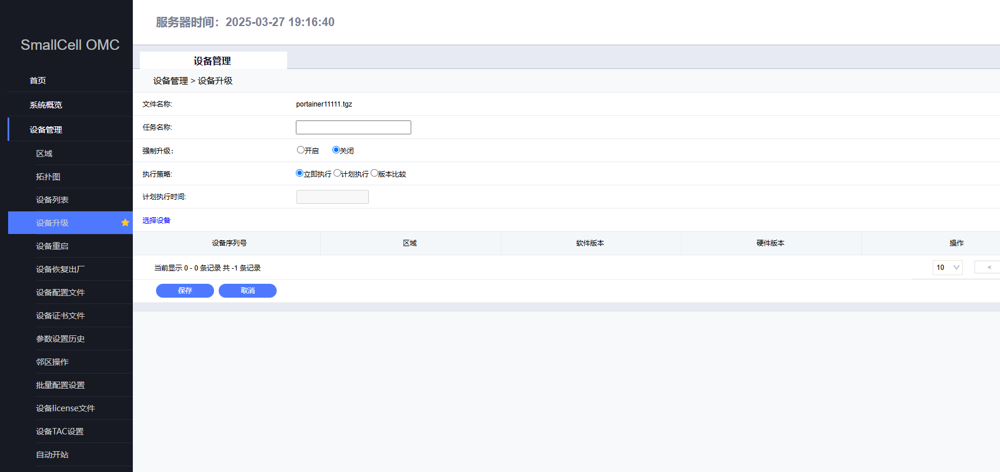 服务器时间：2025-03-27 19:16:40
SmallCell OMC
首页
系统概览
设备管理
区域
拓扑图
设备列表
设备升级
设备重启
设备恢复出厂
设备配置文件
设备证书文件
参数设置历史
邻区操作
批量配置设置
设备license文件
设备TAC设置
自动开站
设备管理
设备管理 > 设备升级
文件名称: portainer11111.tgz
任务名称:
强制升级： 开启 关闭
执行策略: 立即执行 计划执行 版本比较
计划执行时间:
选择设备
设备序列号 区域 软件版本 硬件版本 操作
当前显示 0 - 0 条记录 共 -1 条记录 10 <
保存 取消